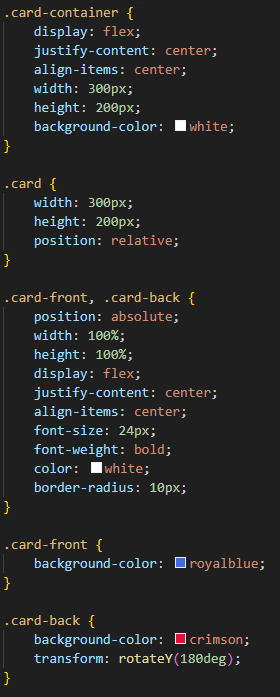 .card-container {
    display: flex;
    justify-content: center;
    align-items: center;
    width: 300px;
    height: 200px;
    background-color: white;
}

.card {
    width: 300px;
    height: 200px;
    position: relative;
}

.card-front, .card-back {
    position: absolute;
    width: 100%;
    height: 100%;
    display: flex;
    justify-content: center;
    align-items: center;
    font-size: 24px;
    font-weight: bold;
    color: white;
    border-radius: 10px;
}

.card-front {
    background-color: royalblue;
}

.card-back {
    background-color: crimson;
    transform: rotateY(180deg);
}